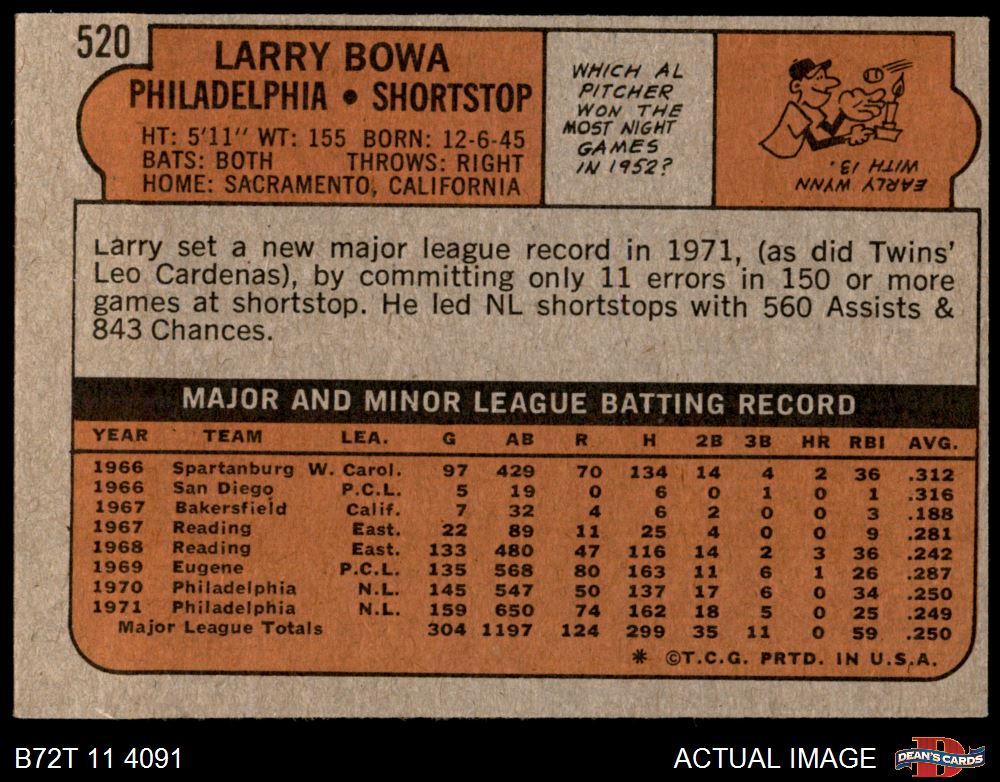 520
LARRY BOWA
PHILADELPHIA • SHORTSTOP
HT: 5'11" WT: 155 BORN: 12-6-45
BATS: BOTH THROWS: RIGHT
HOME: SACRAMENTO, CALIFORNIA
WHICH AL
PITCHER
WON THE
MOST NIGHT
GAMES
IN 1952?
EARLY WYNN
WITH 13.
Larry set a new major league record in 1971, (as did Twins'
Leo Cardenas), by committing only 11 errors in 150 or more
games at shortstop. He led NL shortstops with 560 Assists &
843 Chances.
MAJOR AND MINOR LEAGUE BATTING RECORD
YEAR TEAM LEA. G AB R H 2B 3B HR RBI AVG.
1966 Spartanburg W. Carol. 97 429 70 134 14 4 2 36 .312
1966 San Diego P.C.L. 5 19 0 6 0 1 0 1 .316
1967 Bakersfield Calif. 7 32 4 6 2 0 0 3 .188
1967 Reading East. 22 89 11 25 4 0 0 9 .281
1968 Reading East. 133 480 47 116 14 2 3 36 .242
1969 Eugene P.C.L. 135 568 80 163 11 6 1 26 .287
1970 Philadelphia N.L. 145 547 50 137 17 6 0 34 .250
1971 Philadelphia N.L. 159 650 74 162 18 5 0 25 .249
Major League Totals 304 1197 124 299 35 11 0 59 .250
* ©T.C.G. PRTD. IN U.S.A.
B72T 11 4091
ACTUAL IMAGE
D
DEAN'S CARDS